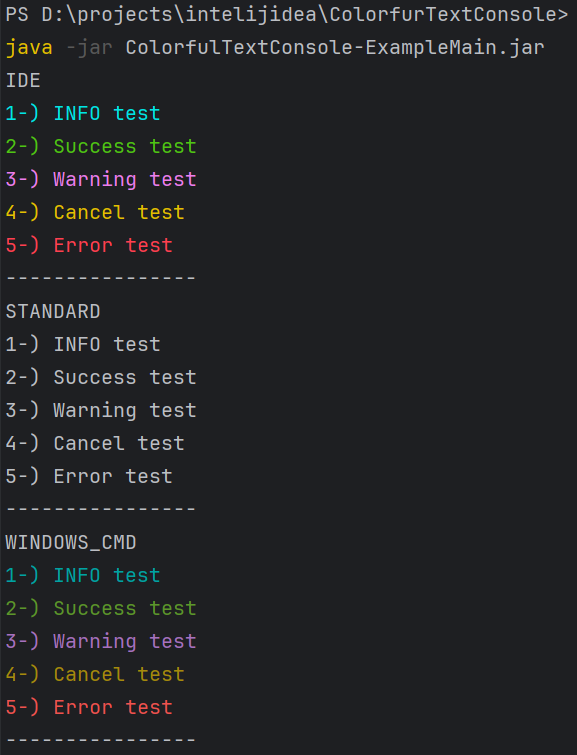 PS D:\projects\intelijidea\ColorfurTextConsole>
java -jar ColorfulTextConsole-ExampleMain.jar
IDE
1-) INFO test
2-) Success test
3-) Warning test
4-) Cancel test
5-) Error test
----------------
STANDARD
1-) INFO test
2-) Success test
3-) Warning test
4-) Cancel test
5-) Error test
----------------
WINDOWS_CMD
1-) INFO test
2-) Success test
3-) Warning test
4-) Cancel test
5-) Error test
----------------